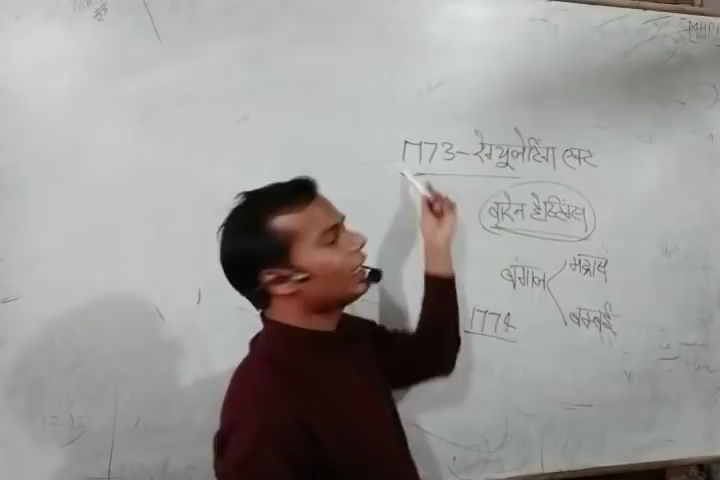 1773- रेग्युलेटिंग एक्ट
वारेन हेस्टिंग्स
मद्रास
बंगाल
बम्बई
1774